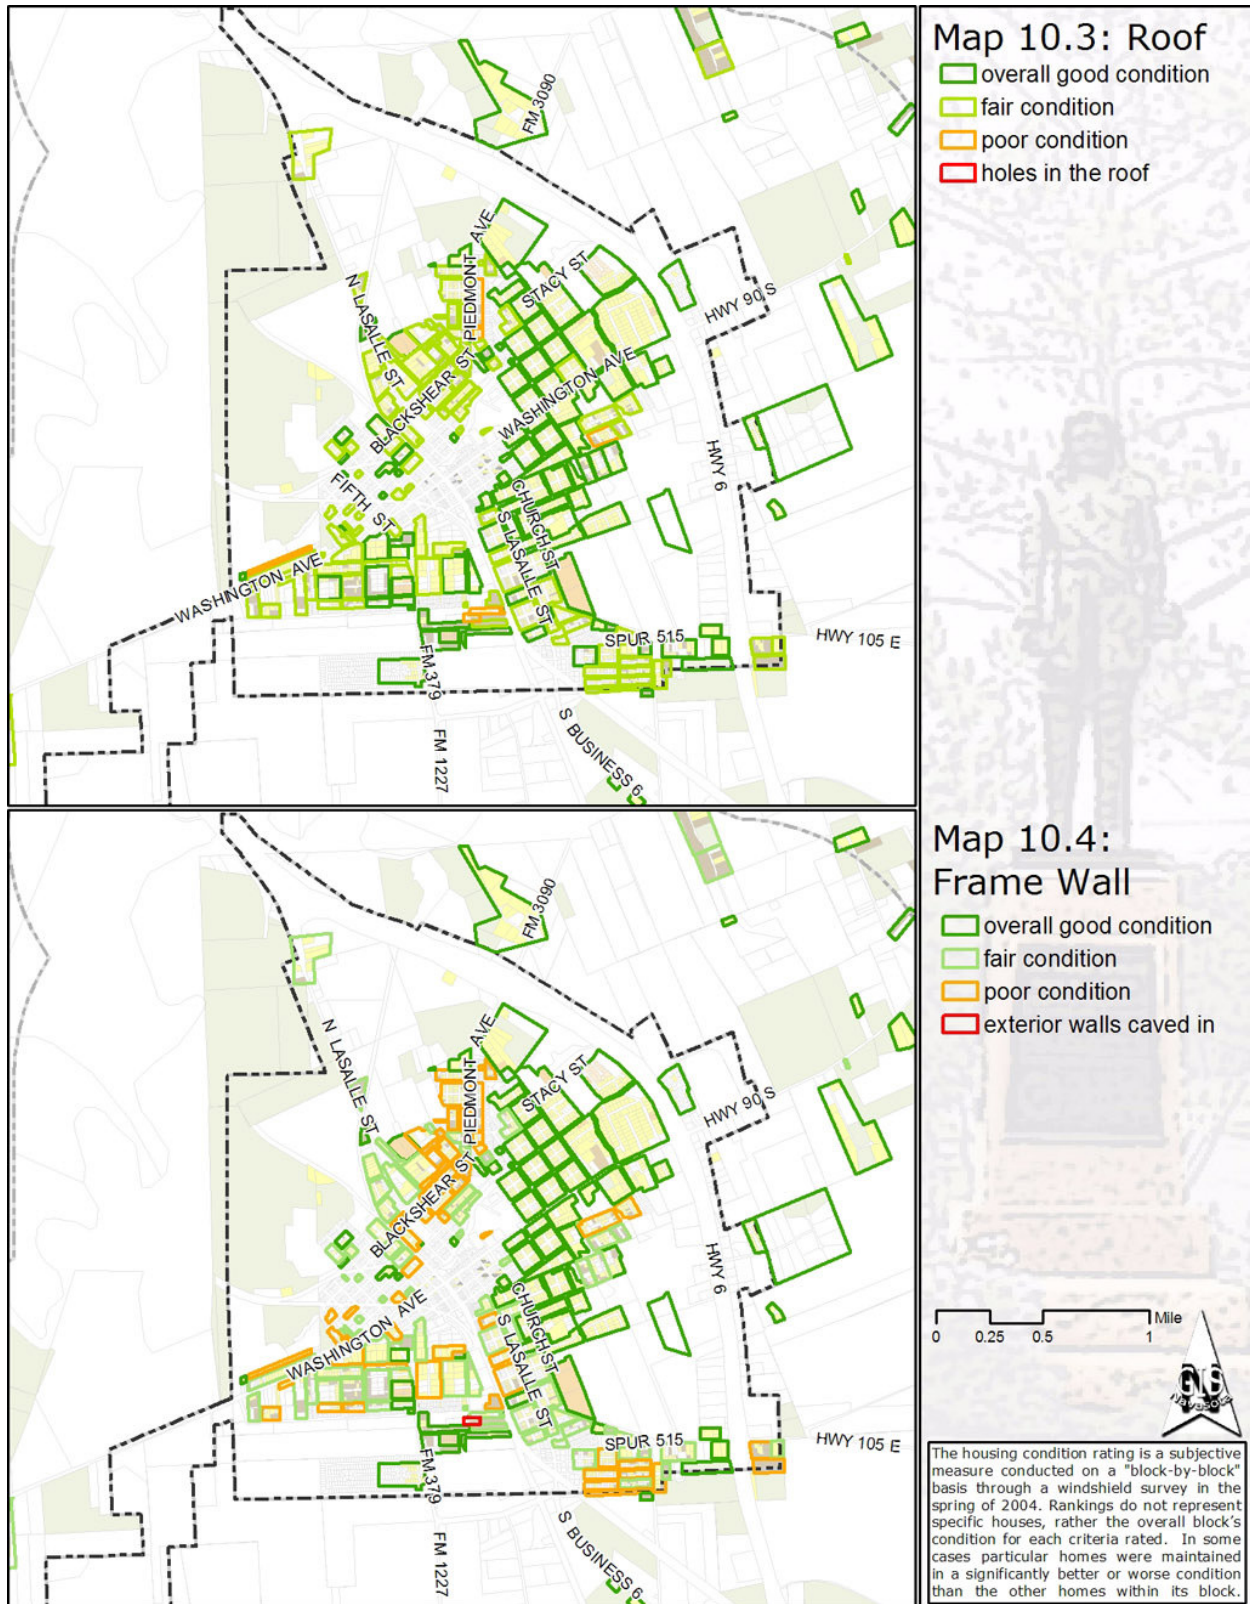 Map 10.3: Roof
overall good condition
fair condition
poor condition
holes in the roof
FM 3090
PIEDMONT AVE
STACY ST
N LASALLE ST
HWY 90 S
BLACKSHEAR ST
WASHINGTON AVE
HWY 6
FIFTH ST
CHURCH ST
S LASALLE ST
WASHINGTON AVE
SPUR 515
HWY 105 E
FM 379
S BUSINESS 6
FM 1227
Map 10.4:
Frame Wall
overall good condition
fair condition
poor condition
exterior walls caved in
FM 3090
PIEDMONT AVE
STACY ST
N LASALLE ST
HWY 90 S
BLACKSHEAR ST
HWY 6
CHURCH ST
WASHINGTON AVE
S LASALLE ST
SPUR 515
HWY 105 E
FM 379
S BUSINESS 6
FM 1227
Mile
0 0.25 0.5 1
GIS
Navasota
The housing condition rating is a subjective
measure conducted on a "block-by-block"
basis through a windshield survey in the
spring of 2004. Rankings do not represent
specific houses, rather the overall block's
condition for each criteria rated. In some
cases particular homes were maintained
in a significantly better or worse condition
than the other homes within its block.